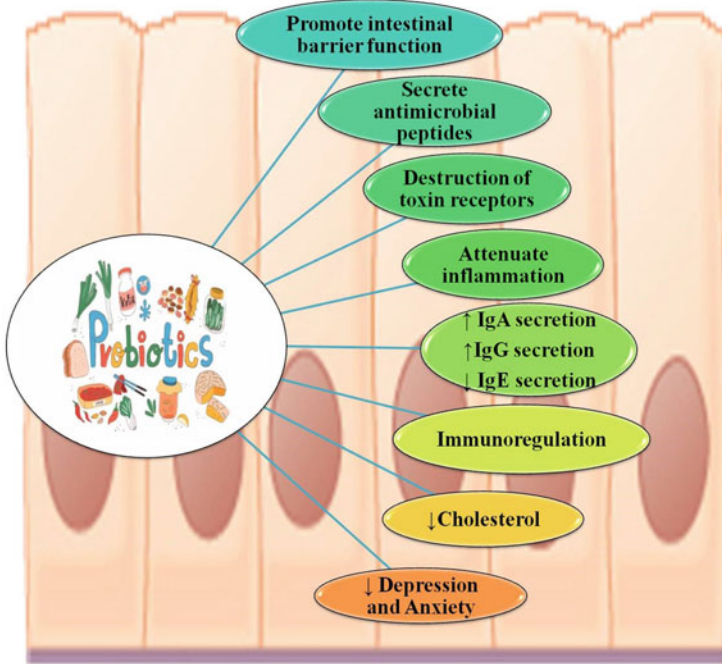 Promote intestinal
barrier function
Secrete
antimicrobial
peptides
Destruction of
toxin receptors
Attenuate
inflammation
Probiotics
↑ IgA secretion
↑IgG secretion
↓ IgE secretion
Immunoregulation
↓Cholesterol
↓ Depression
and Anxiety